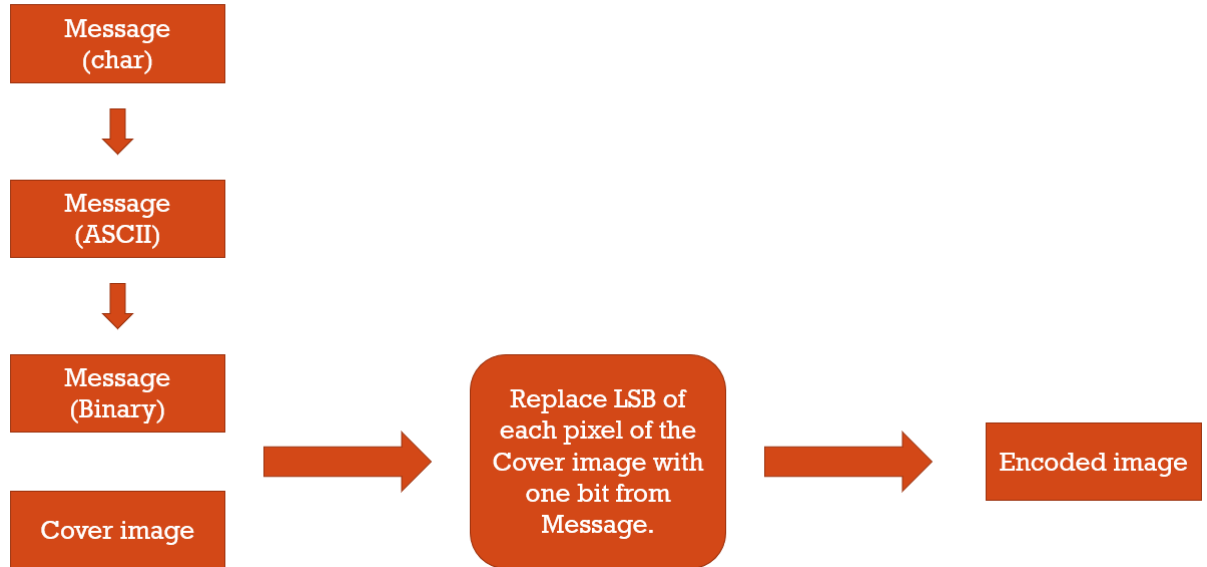 Message
(char)
Message
(ASCII)
Message
(Binary)
Cover image
Replace LSB of
each pixel of the
Cover image with
one bit from
Message.
Encoded image